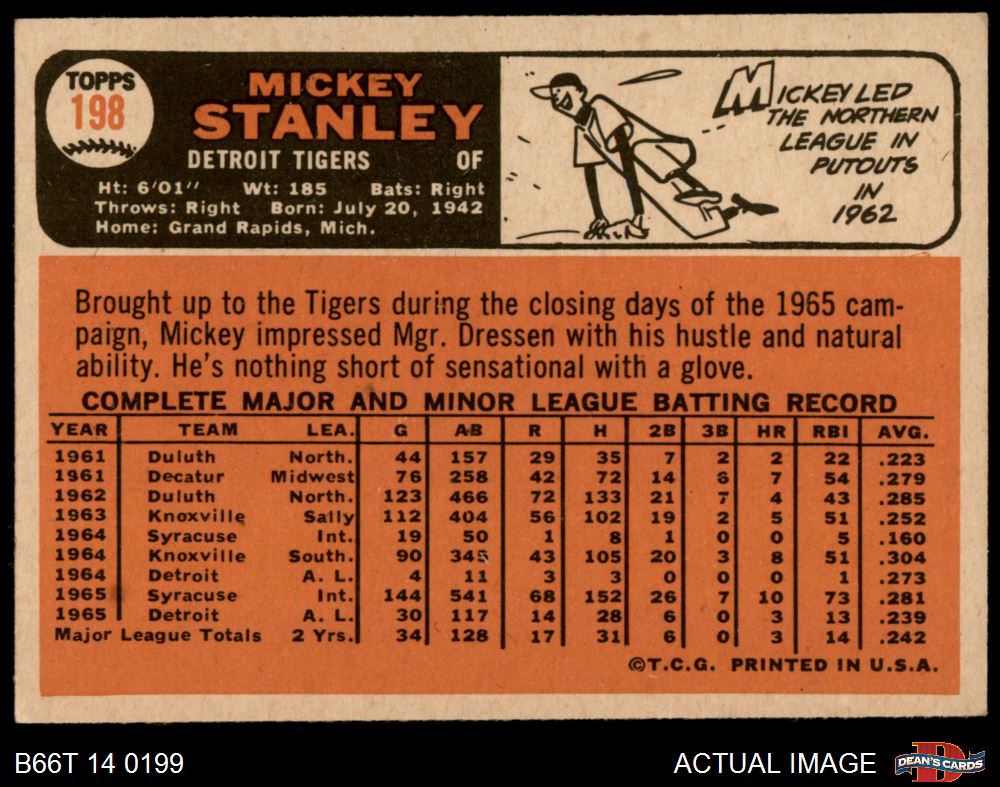 TOPPS
198
MICKEY
STANLEY
DETROIT TIGERS OF
Ht: 6'01" Wt: 185 Bats: Right
Throws: Right Born: July 20, 1942
Home: Grand Rapids, Mich.
MICKEY LED
THE NORTHERN
LEAGUE IN
PUTOUTS
IN
1962
Brought up to the Tigers during the closing days of the 1965 cam-
paign, Mickey impressed Mgr. Dressen with his hustle and natural
ability. He's nothing short of sensational with a glove.
COMPLETE MAJOR AND MINOR LEAGUE BATTING RECORD
YEAR TEAM LEA. G AB R H 2B 3B HR RBI AVG.
1961 Duluth North. 44 157 29 35 7 2 2 22 .223
1961 Decatur Midwest 76 258 42 72 14 6 7 54 .279
1962 Duluth North. 123 466 72 133 21 7 4 43 .285
1963 Knoxville Sally 112 404 56 102 19 2 5 51 .252
1964 Syracuse Int. 19 50 1 8 1 0 0 5 .160
1964 Knoxville South. 90 345 43 105 20 3 8 51 .304
1964 Detroit A. L. 4 11 3 3 0 0 0 1 .273
1965 Syracuse Int. 144 541 68 152 26 7 10 73 .281
1965 Detroit A. L. 30 117 14 28 6 0 3 13 .239
Major League Totals 2 Yrs. 34 128 17 31 6 0 3 14 .242
©T.C.G. PRINTED IN U.S.A.
B66T 14 0199 ACTUAL IMAGE
DEAN'S CARDS